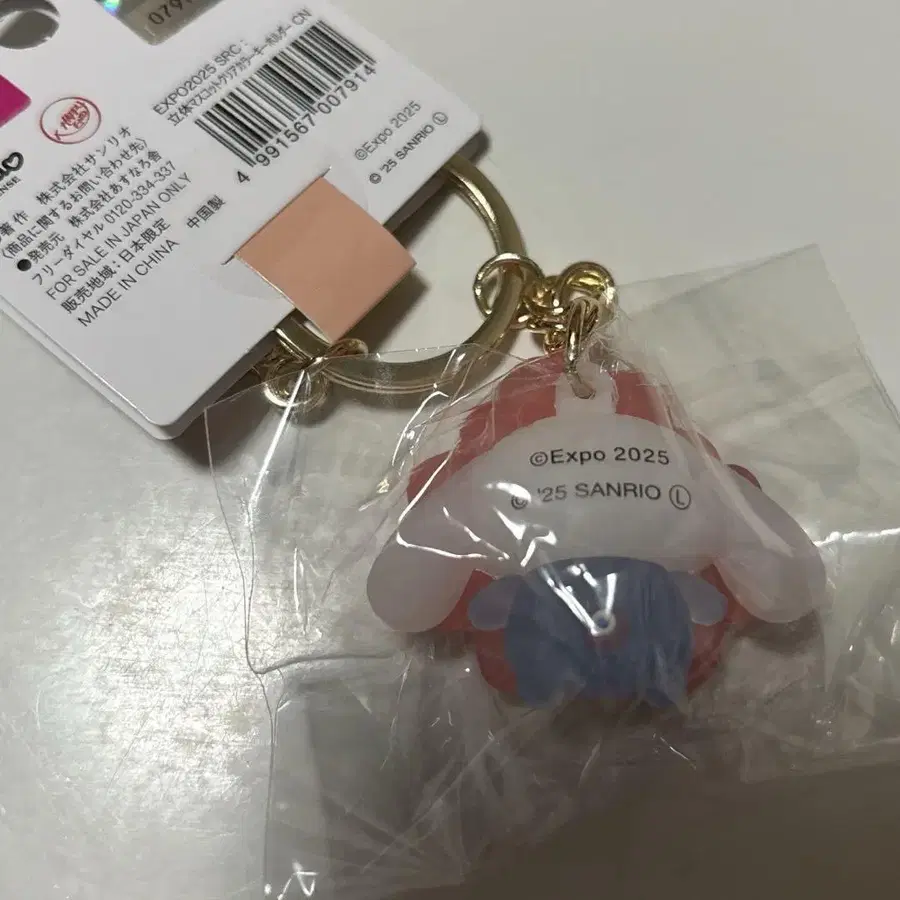 079
EXPO2025 SRC:
立体マスコットクリアカラーキーホルダー CN
4 991567 007914
©Expo 2025
© '25 SANRIO Ⓛ
著作 株式会社サンリオ
(商品に関するお問い合わせ先)
●発売元 株式会社あすなろ舎
フリーダイヤル 0120-334-337
FOR SALE IN JAPAN ONLY
販売地域:日本限定
MADE IN CHINA 中国製
©Expo 2025
© '25 SANRIO Ⓛ